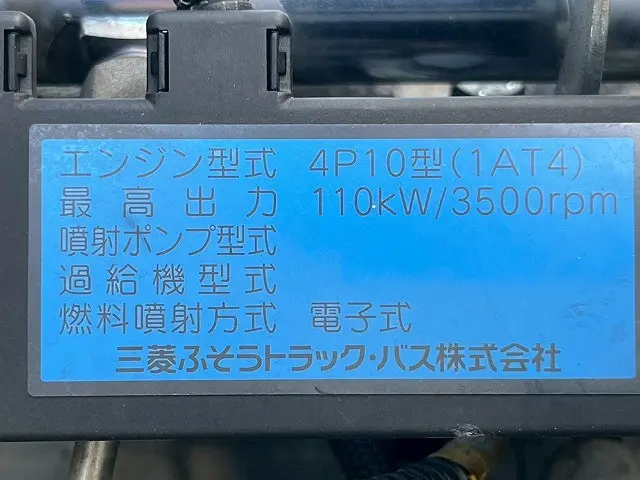 エンジン型式 4P10型(1AT4)
最高出力 110kW/3500rpm
噴射ポンプ型式
過給機型式
燃料噴射方式 電子式
三菱ふそうトラック・バス株式会社